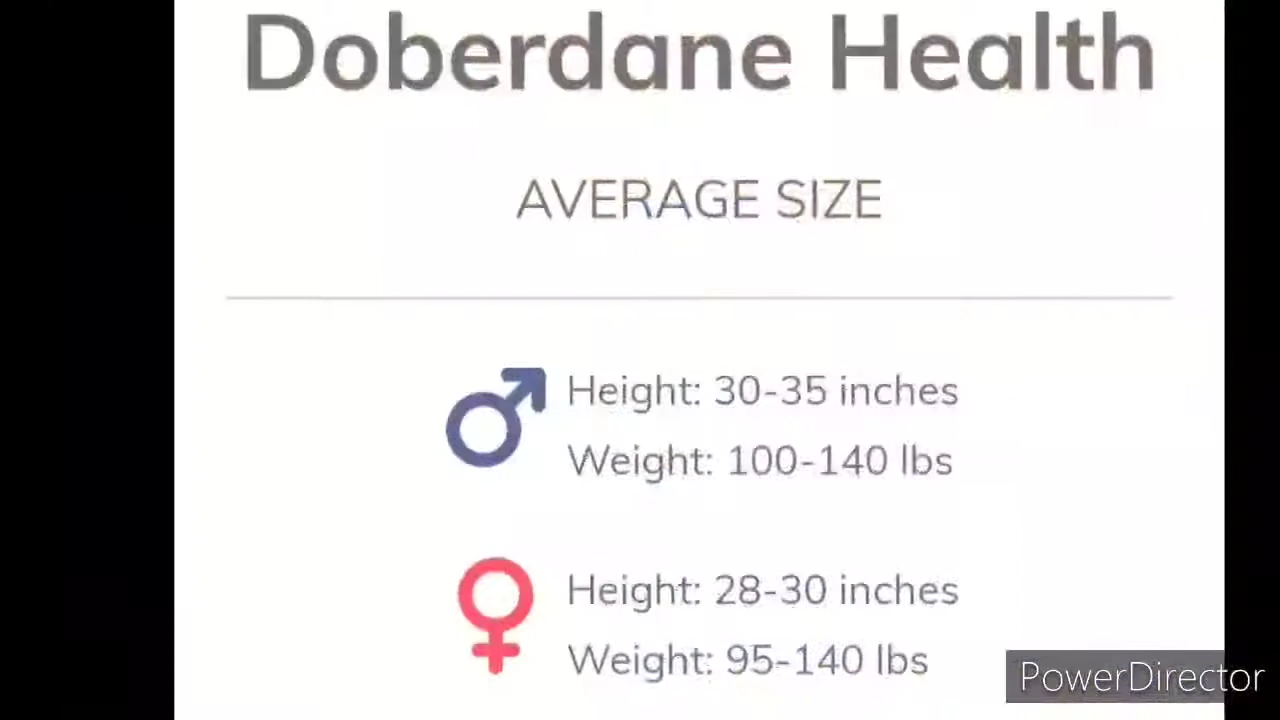 Doberdane Health
AVERAGE SIZE
Height: 30-35 inches
Weight: 100-140 lbs
Height: 28-30 inches
Weight: 95-140 lbs
PowerDirector